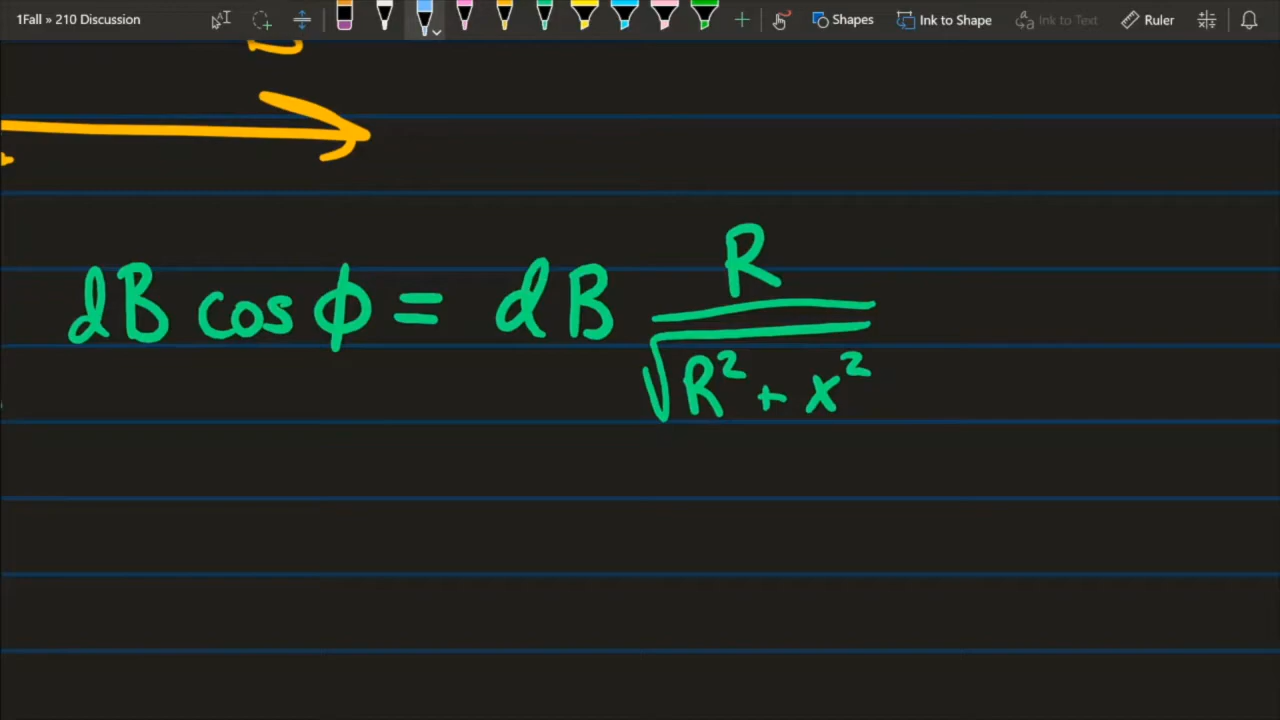 1Fall » 210 Discussion
Shapes
Ink to Shape
Ink to Text
Ruler
dB cos ϕ = dB R / √(R² + x²)